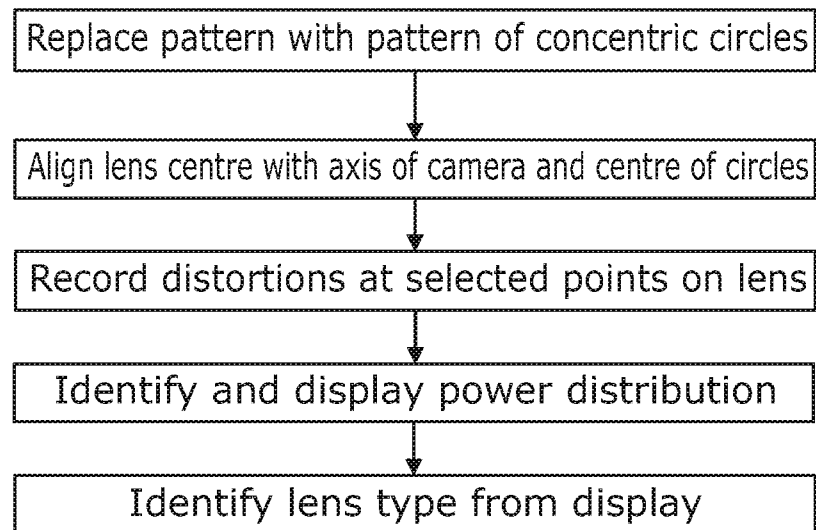 Replace pattern with pattern of concentric circles
Align lens centre with axis of camera and centre of circles
Record distortions at selected points on lens
Identify and display power distribution
Identify lens type from display